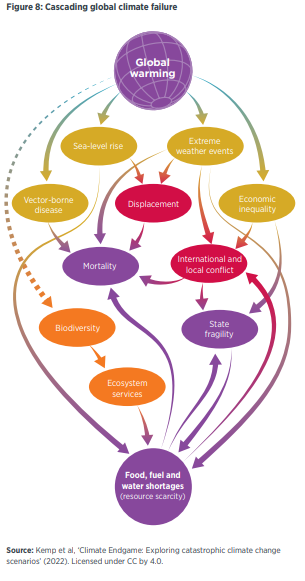 Figure 8: Cascading global climate failure
Global
warming
Sea-level rise
Extreme
weather events
Vector-borne
disease
Displacement
Economic
inequality
Mortality
International and
local conflict
Biodiversity
State
fragility
Ecosystem
services
Food, fuel and
water shortages
(resource scarcity)
Source: Kemp et al, ‘Climate Endgame: Exploring catastrophic climate change
scenarios’ (2022). Licensed under CC by 4.0.